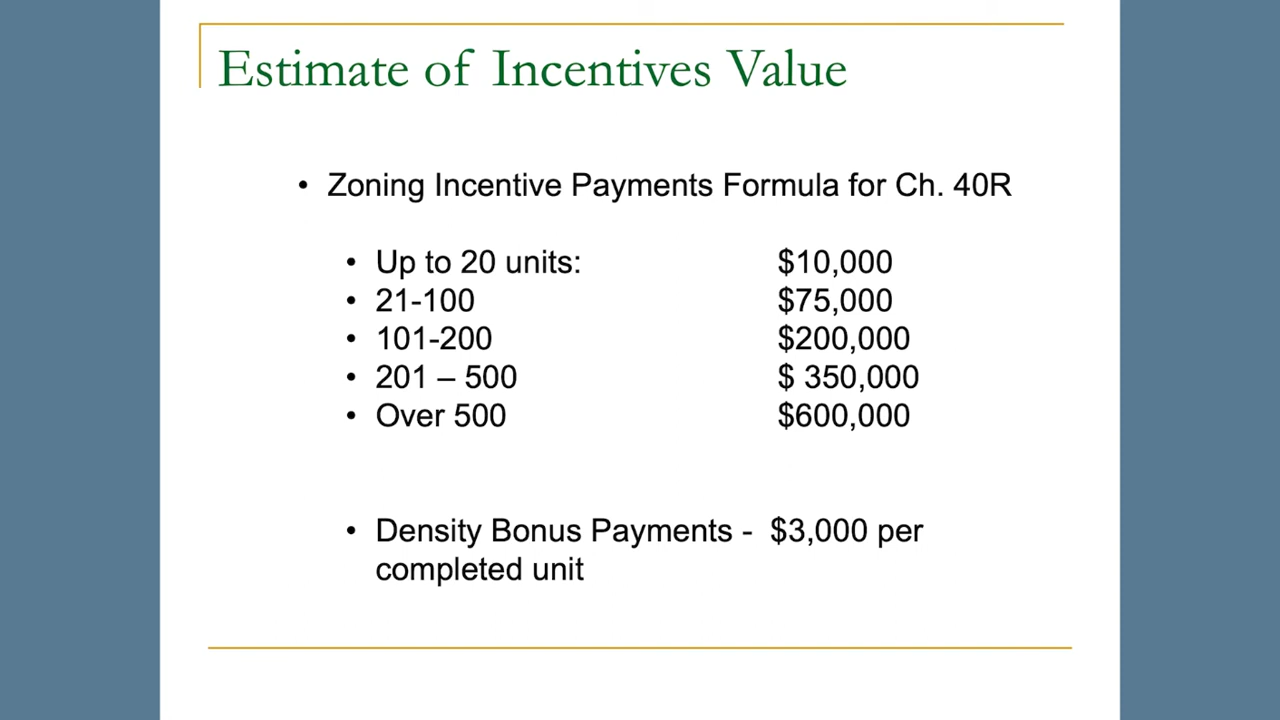 Estimate of Incentives Value
• Zoning Incentive Payments Formula for Ch. 40R
• Up to 20 units: $10,000
• 21-100 $75,000
• 101-200 $200,000
• 201 – 500 $ 350,000
• Over 500 $600,000
• Density Bonus Payments - $3,000 per
completed unit